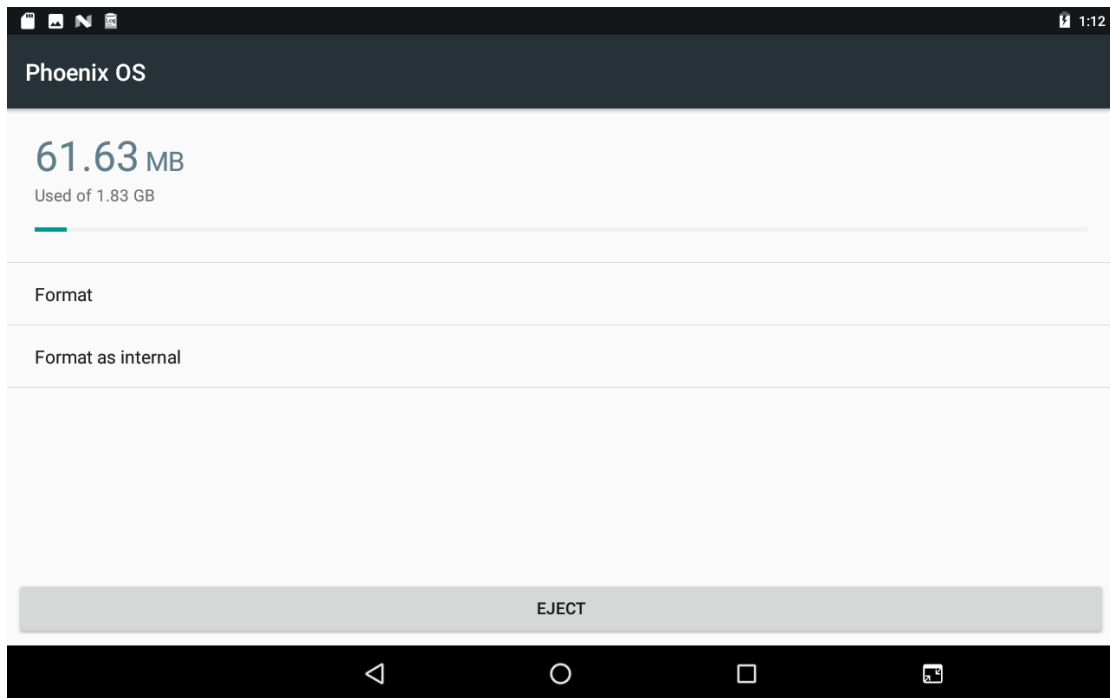 1:12
Phoenix OS
61.63 MB
Used of 1.83 GB
Format
Format as internal
EJECT